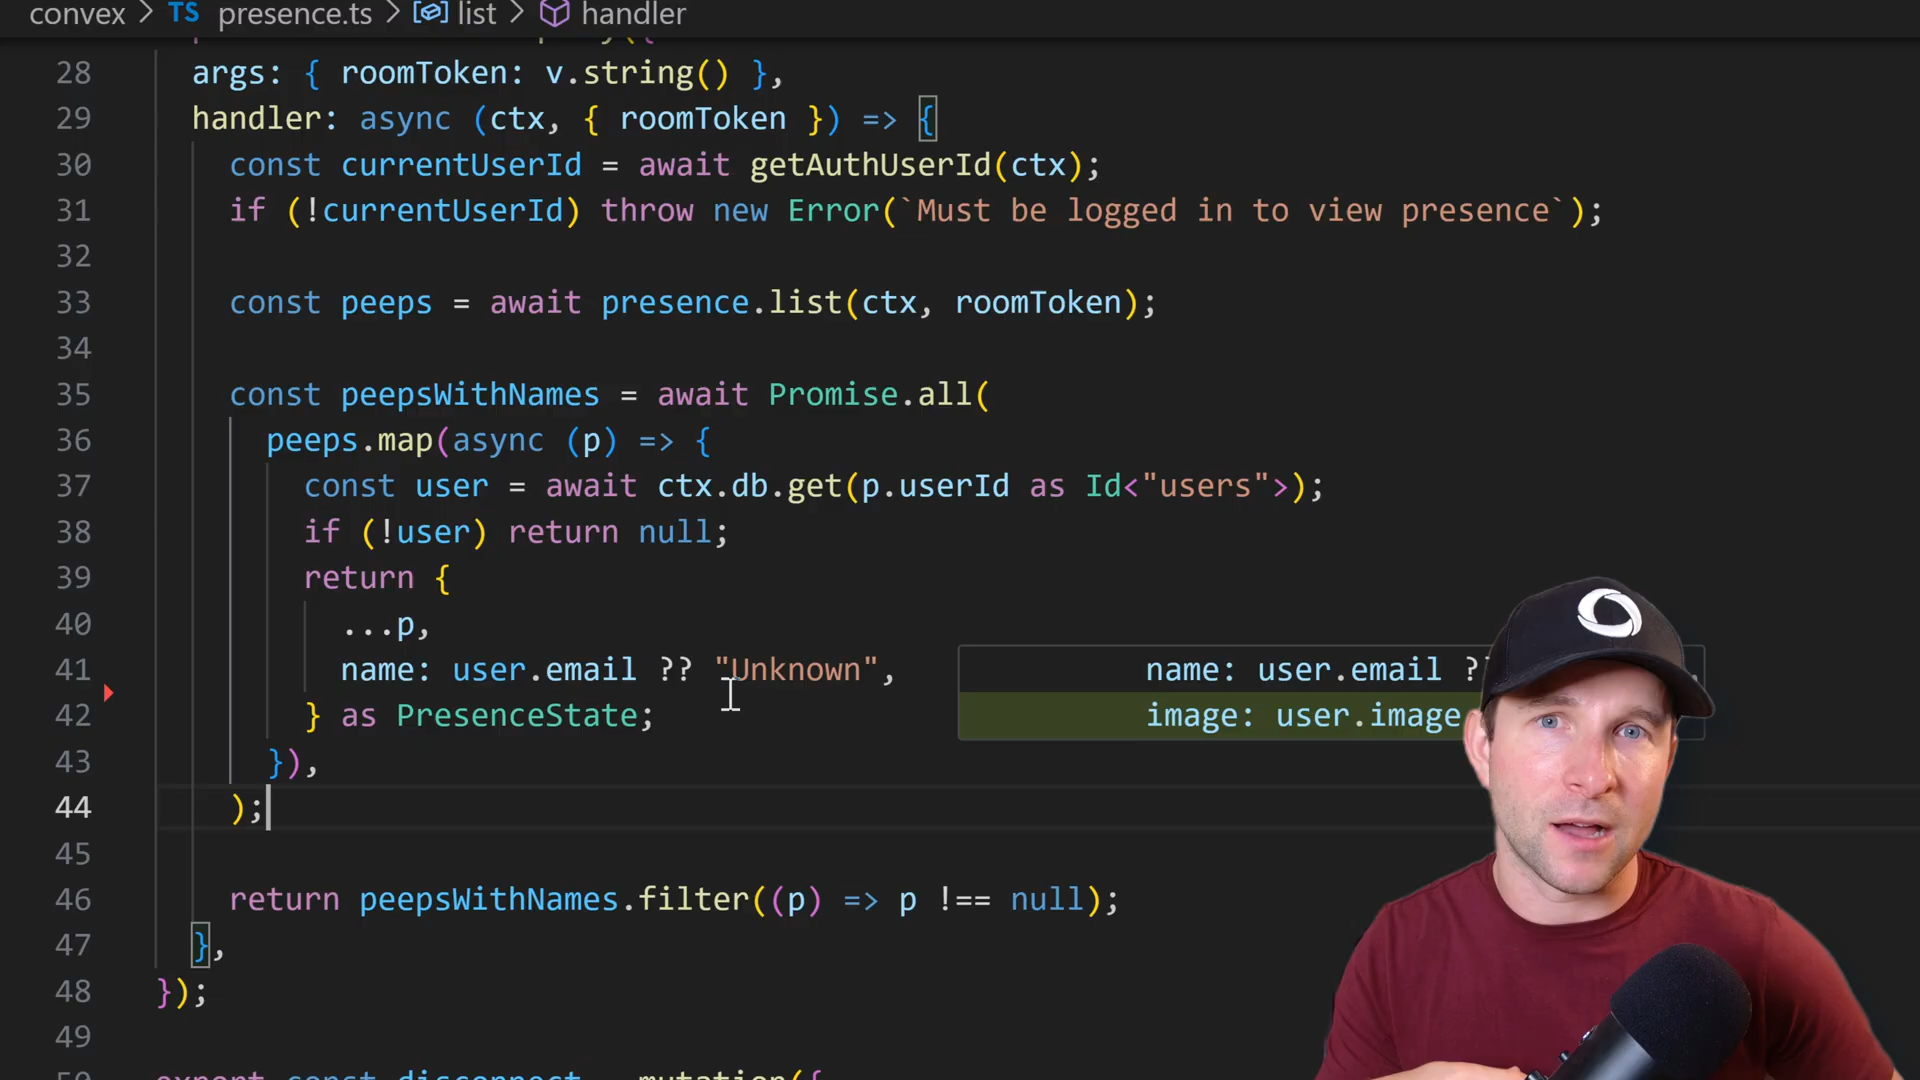 convex > TS presence.ts > list > handler
28 args: { roomToken: v.string() },
29 handler: async (ctx, { roomToken }) => {
30 const currentUserId = await getAuthUserId(ctx);
31 if (!currentUserId) throw new Error(`Must be logged in to view presence`);
32
33 const peeps = await presence.list(ctx, roomToken);
34
35 const peepsWithNames = await Promise.all(
36 peeps.map(async (p) => {
37 const user = await ctx.db.get(p.userId as Id<"users">);
38 if (!user) return null;
39 return {
40 ...p,
41 name: user.email ?? "Unknown", name: user.email ?
42 } as PresenceState; image: user.image
43 }),
44 );
45
46 return peepsWithNames.filter((p) => p !== null);
47 },
48 });
49
50 export const disconnect = mutation({